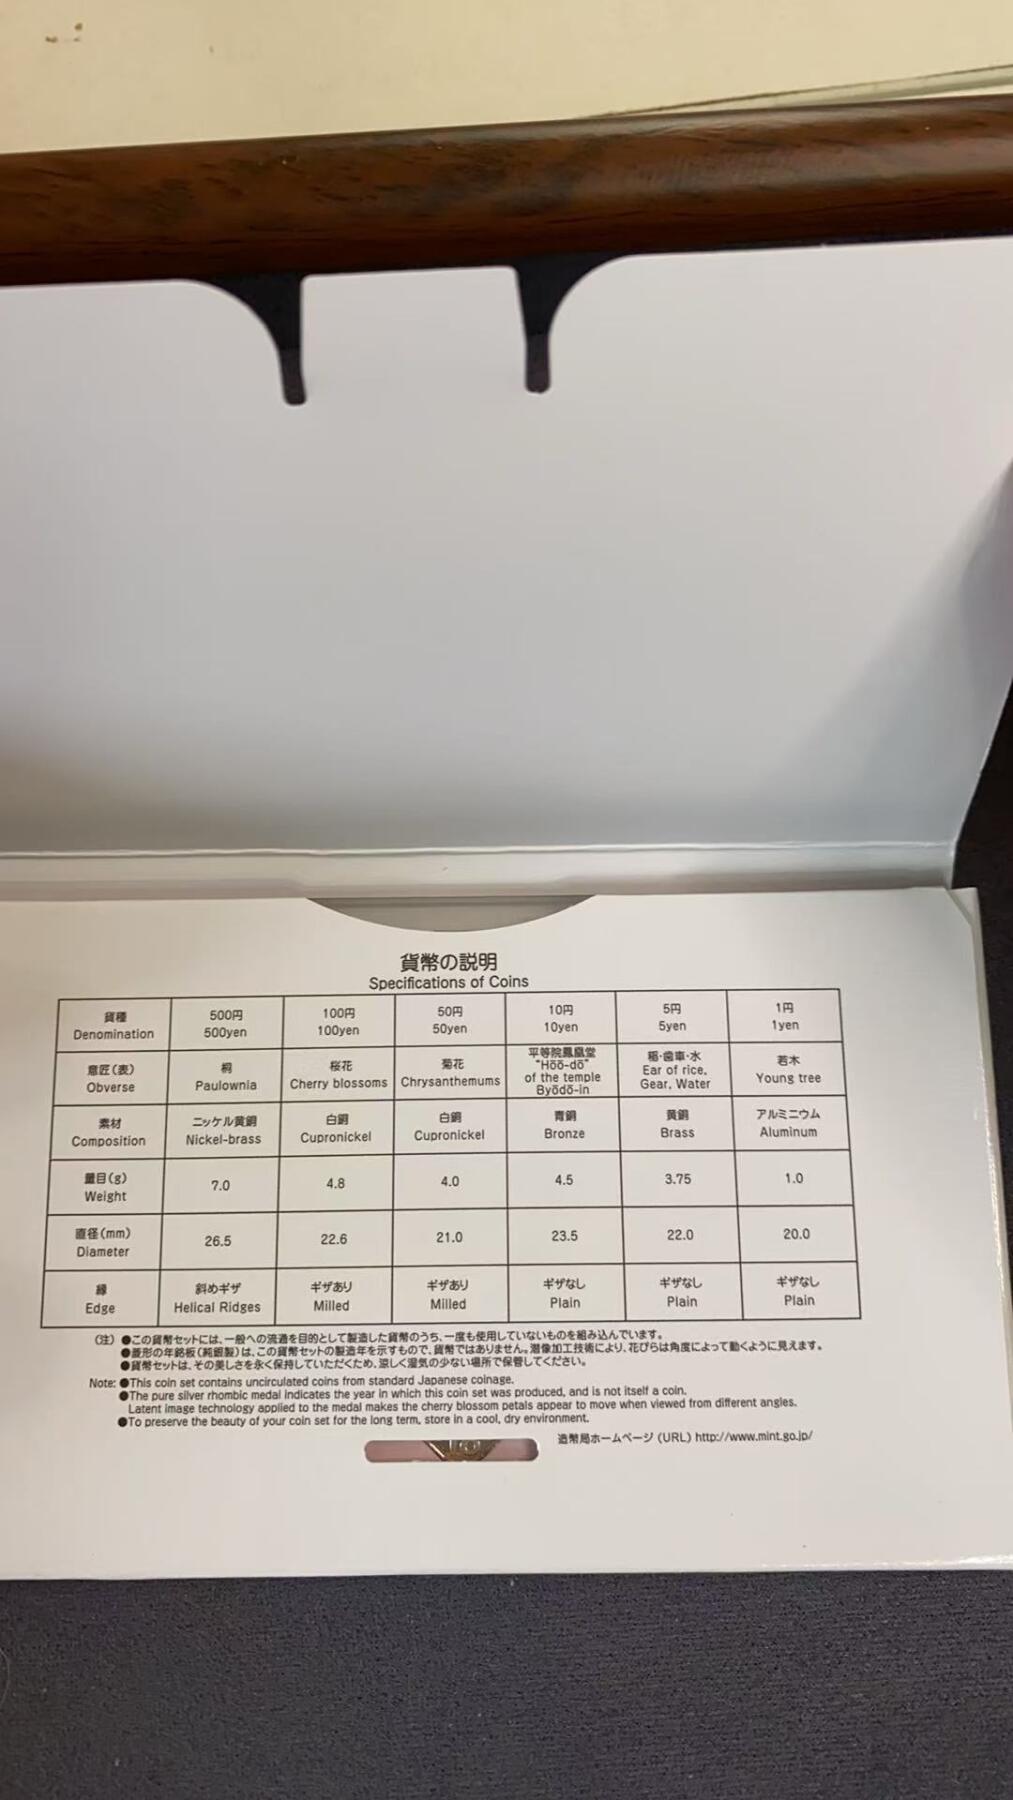 貨幣の説明
Specifications of Coins
貨種 500円 100円 50円 10円 5円 1円
Denomination 500yen 100yen 50yen 10yen 5yen 1yen
意匠(表) 桐 桜花 菊花 平等院鳳凰堂 稲・歯車・水 若木
Obverse Paulownia Cherry blossoms Chrysanthemums "Hōō-dō" of the temple Byōdō-in Ear of rice, Gear, Water Young tree
素材 ニッケル黄銅 白銅 白銅 青銅 黄銅 アルミニウム
Composition Nickel-brass Cupronickel Cupronickel Bronze Brass Aluminum
量目(g) Weight 7.0 4.8 4.0 4.5 3.75 1.0
直径(mm) Diameter 26.5 22.6 21.0 23.5 22.0 20.0
縁 斜めギザ ギザあり ギザあり ギザなし ギザなし ギザなし
Edge Helical Ridges Milled Milled Plain Plain Plain
(注) ●この貨幣セットには、一般への流通を目的として製造した貨幣のうち、一度も使用していないものを組み込んでいます。
●菱形の年銘板(純銀製)は、この貨幣セットの製造年を示すもので、貨幣ではありません。潜像加工技術により、花びらは角度によって動くように見えます。
●貨幣セットは、その美しさを永く保持していただくため、涼しく湿気の少ない場所で保管してください。
Note: ●This coin set contains uncirculated coins from standard Japanese coinage.
●The pure silver rhombic medal indicates the year in which this coin set was produced, and is not itself a coin.
Latent image technology applied to the medal makes the cherry blossom petals appear to move when viewed from different angles.
●To preserve the beauty of your coin set for the long term, store in a cool, dry environment.
造幣局ホームページ (URL) http://www.mint.go.jp/